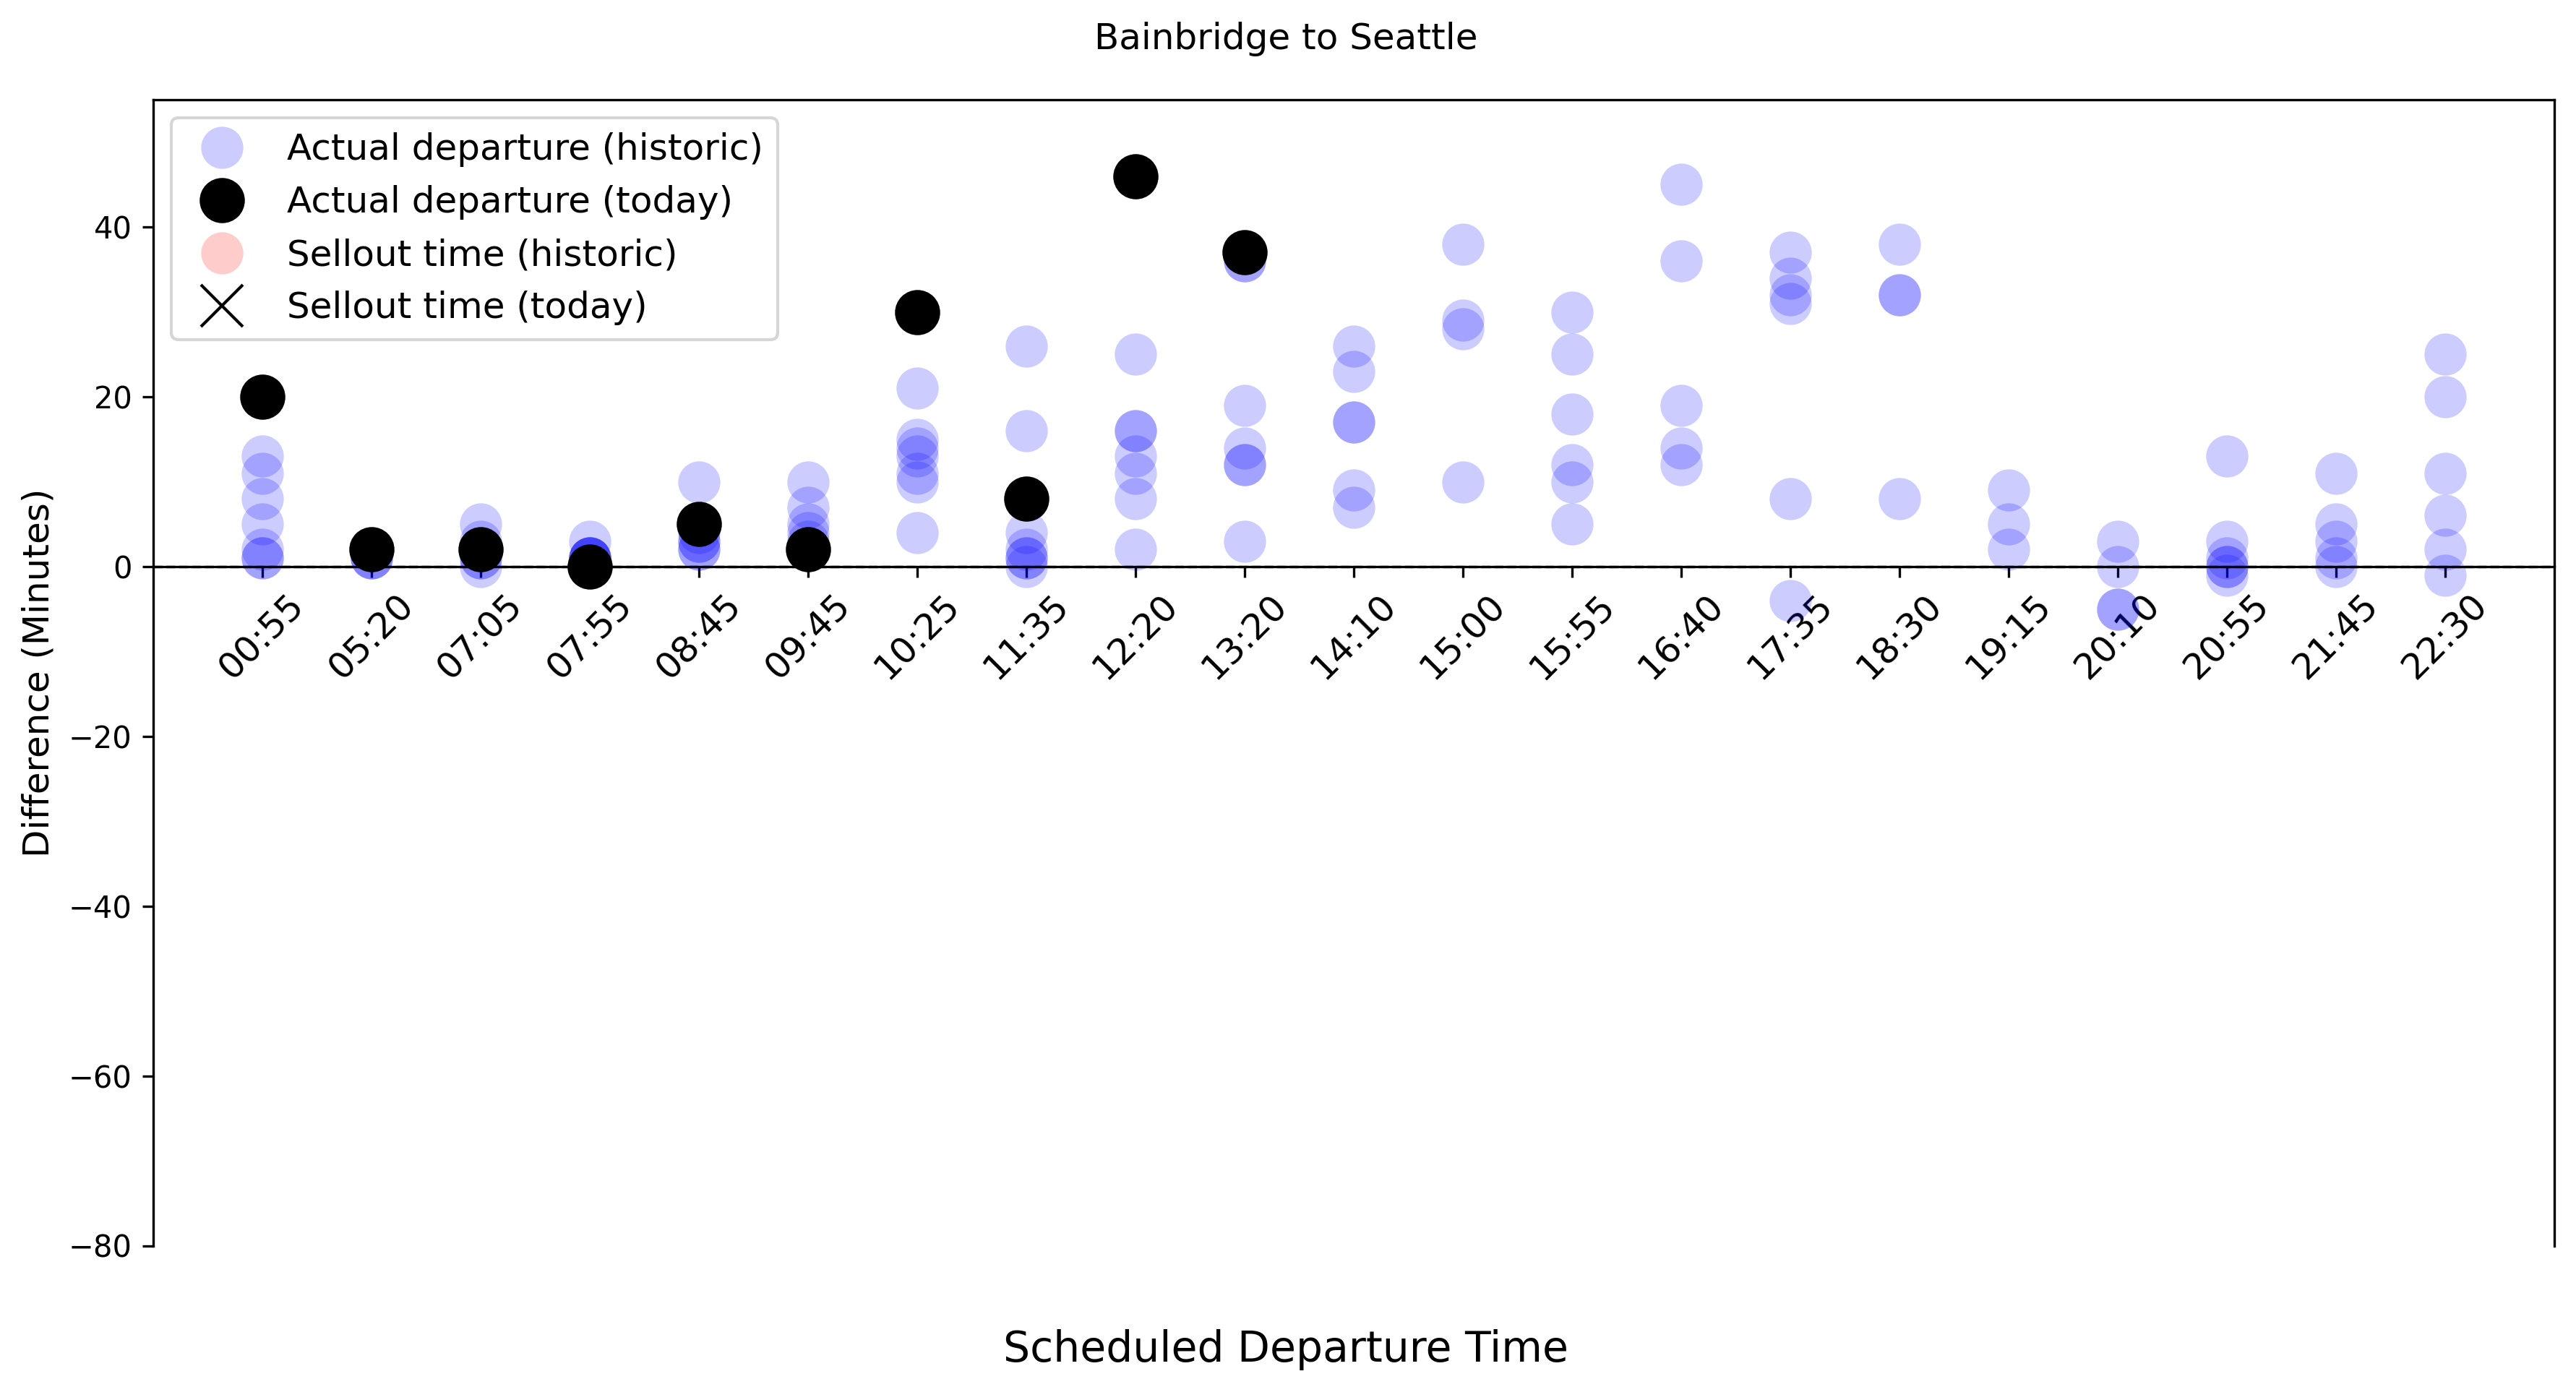 Bainbridge to Seattle
Actual departure (historic)
Actual departure (today)
Sellout time (historic)
Sellout time (today)
Difference (Minutes)
40
20
0
−20
−40
−60
−80
00:55 05:20 07:05 07:55 08:45 09:45 10:25 11:35 12:20 13:20 14:10 15:00 15:55 16:40 17:35 18:30 19:15 20:10 20:55 21:45 22:30
Scheduled Departure Time